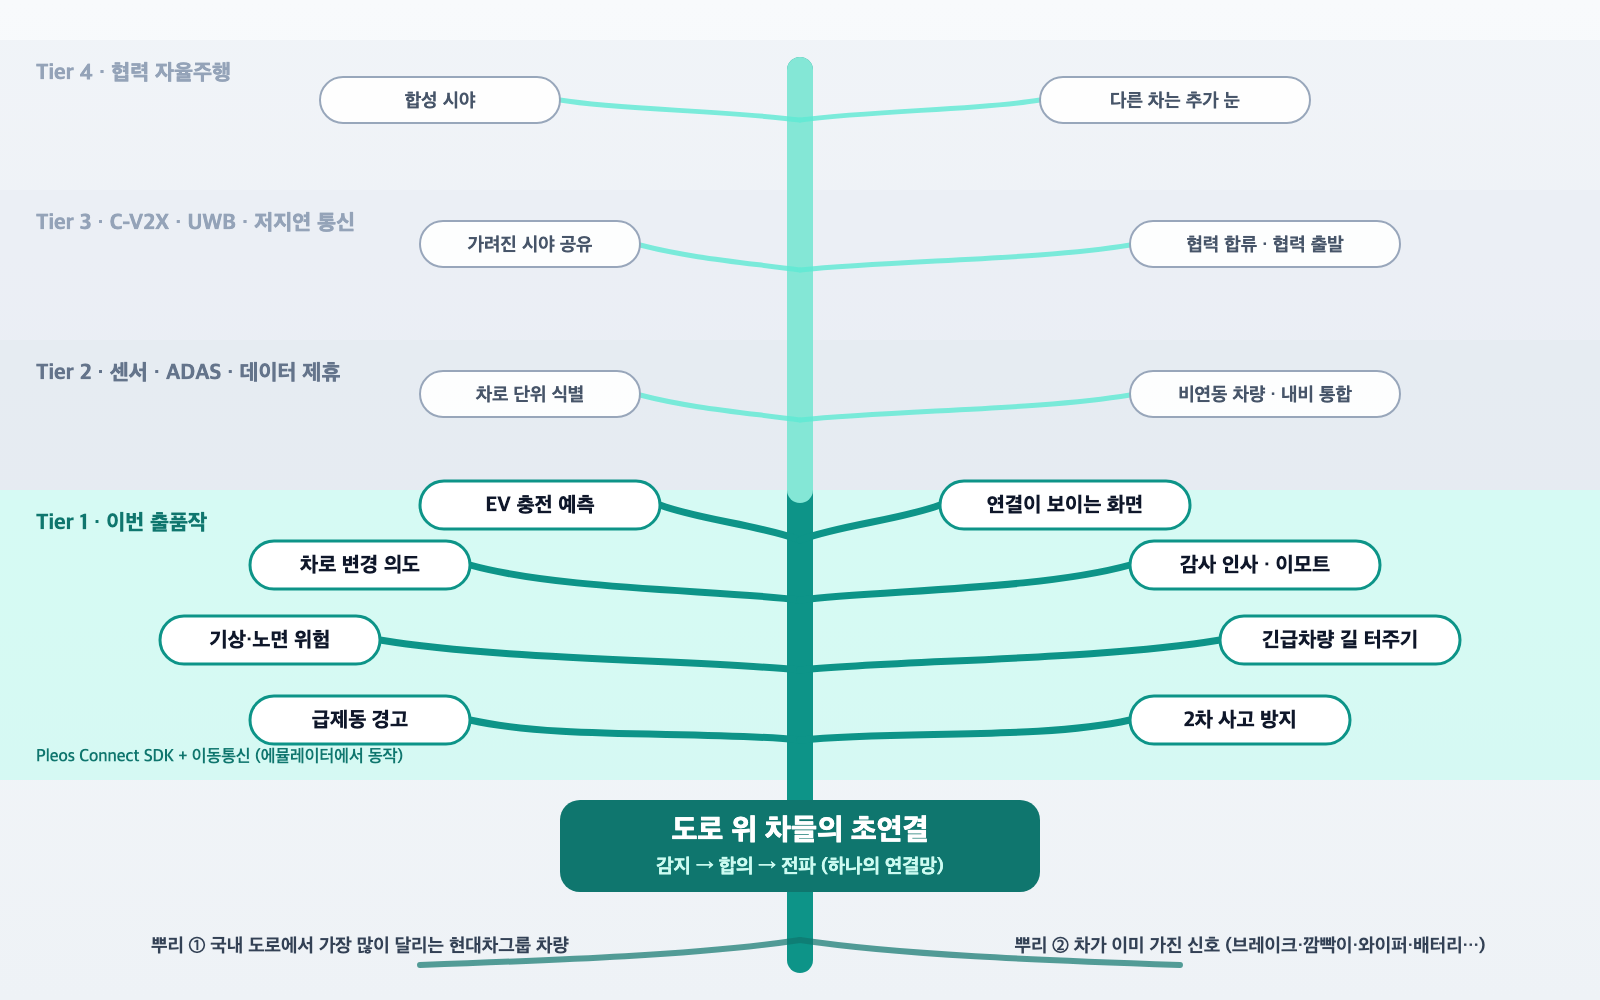 Tier 4 · 협력 자율주행
합성 시야
다른 차는 추가 눈
Tier 3 · C-V2X · UWB · 저지연 통신
가려진 시야 공유
협력 합류 · 협력 출발
Tier 2 · 센서 · ADAS · 데이터 제휴
차로 단위 식별
비연동 차량 · 내비 통합
EV 충전 예측
연결이 보이는 화면
Tier 1 · 이번 출품작
차로 변경 의도
감사 인사 · 이모트
기상·노면 위험
긴급차량 길 터주기
급제동 경고
2차 사고 방지
Pleos Connect SDK + 이동통신 (에뮬레이터에서 동작)
도로 위 차들의 초연결
감지 → 합의 → 전파 (하나의 연결망)
뿌리 ① 국내 도로에서 가장 많이 달리는 현대차그룹 차량
뿌리 ② 차가 이미 가진 신호 (브레이크·깜빡이·와이퍼·배터리…)